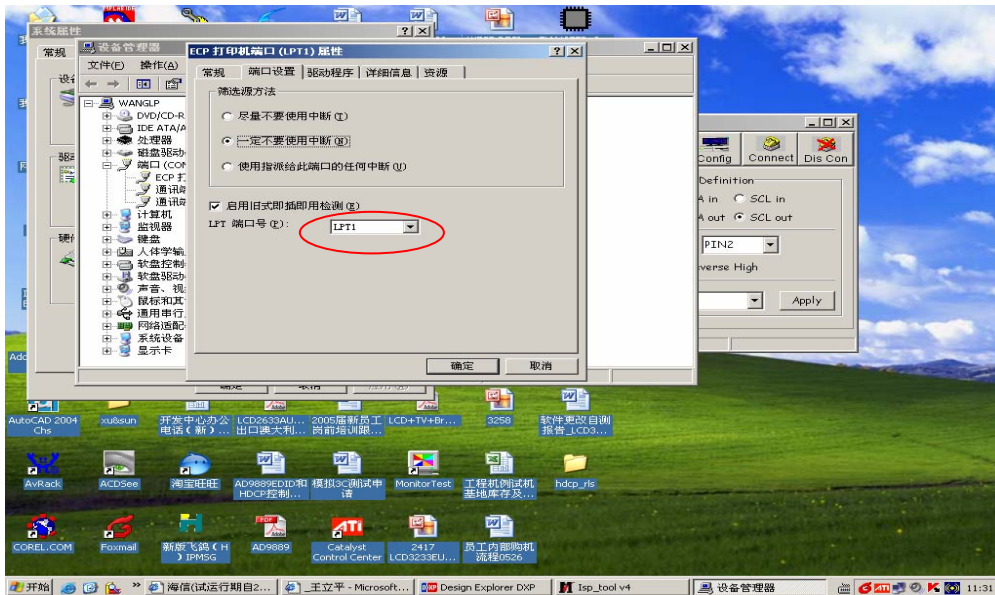 系统属性
常规
设备管理器
文件(F) 操作(A)
WANGLP
DVD/CD-R
IDE ATA/A
处理器
磁盘驱动
端口 (COM
ECP 打
通讯端
通讯端
计算机
监视器
键盘
人体学输
软盘控制
软盘驱动
声音、视
鼠标和其
通用串行
网络适配
系统设备
显示卡
ECP 打印机端口 (LPT1) 属性
常规 端口设置 驱动程序 详细信息 资源
筛选源方法
尽量不要使用中断(T)
一定不要使用中断(N)
使用指派给此端口的任何中断(U)
启用旧式即插即用检测(E)
LPT 端口号(P):
LPT1
确定 取消
Config Connect Dis Con
Definition
A in SCL in
A out SCL out
PIN2
verse High
Apply
AutoCAD 2004
Chs
xu&sun
开发中心办公
电话(新)...
LCD2633AU...
出口澳大利...
2005届新员工
岗前培训跟...
LCD+TV+Br...
3258
软件更改自测
报告_LCD3...
AvRack
ACDSee
淘宝旺旺
AD9889EDID和
HDCP控制...
模拟3C测试申
请
MonitorTest
工程机例试机
基地库存及...
hdcp_rls
COREL.COM
Foxmail
新版飞鸽(H
)IPMSG
AD9889
Catalyst
Control Center
2417
LCD3233EU...
员工内部购机
流程0526
开始 海信(试运行期自2... _王立平 - Microsoft... Design Explorer DXP Isp_tool v4 设备管理器 11:31